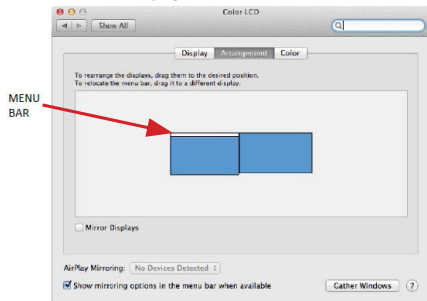 Color LCD
Show All
Display Arrangement Color
To rearrange the displays, drag them to the desired position.
To relocate the menu bar, drag it to a different display.
MENU
BAR
Mirror Displays
AirPlay Mirroring: No Devices Detected
Show mirroring options in the menu bar when available
Gather Windows ?